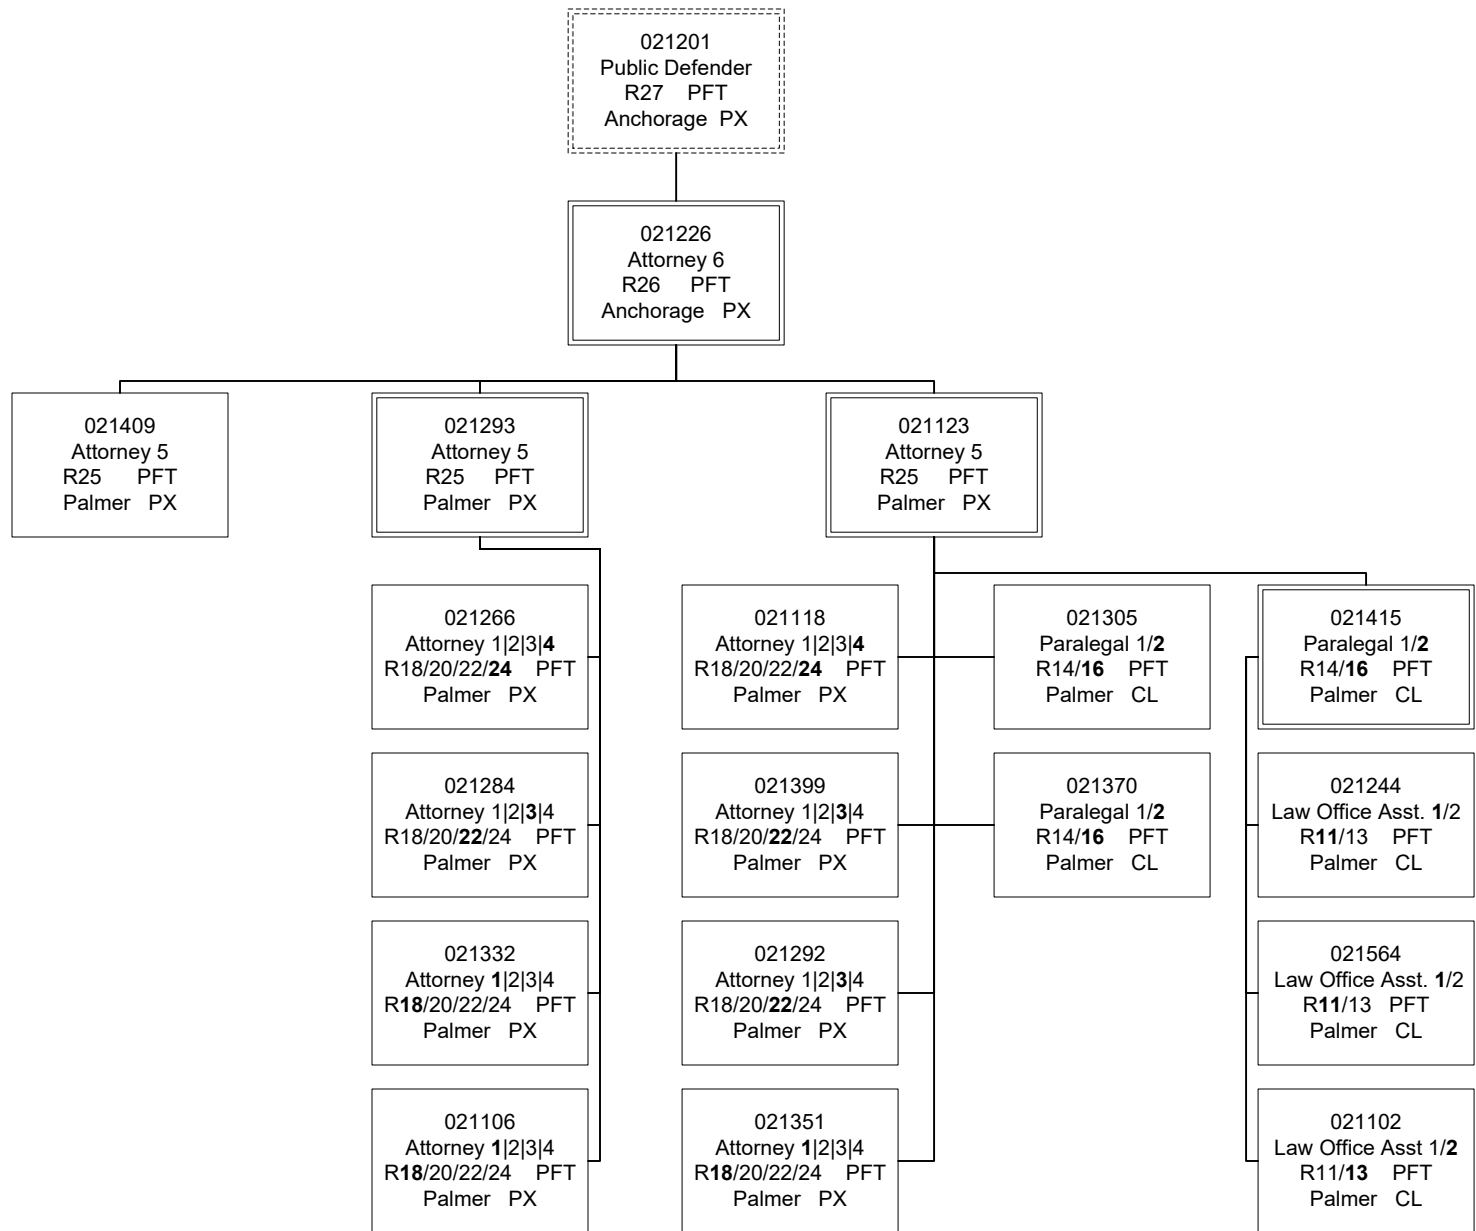 021201
Public Defender
R27 PFT
Anchorage PX
021226
Attorney 6
R26 PFT
Anchorage PX
021409
Attorney 5
R25 PFT
Palmer PX
021293
Attorney 5
R25 PFT
Palmer PX
021123
Attorney 5
R25 PFT
Palmer PX
021266
Attorney 1|2|3|4
R18/20/22/24 PFT
Palmer PX
021118
Attorney 1|2|3|4
R18/20/22/24 PFT
Palmer PX
021305
Paralegal 1/2
R14/16 PFT
Palmer CL
021415
Paralegal 1/2
R14/16 PFT
Palmer CL
021284
Attorney 1|2|3|4
R18/20/22/24 PFT
Palmer PX
021399
Attorney 1|2|3|4
R18/20/22/24 PFT
Palmer PX
021370
Paralegal 1/2
R14/16 PFT
Palmer CL
021244
Law Office Asst. 1/2
R11/13 PFT
Palmer CL
021332
Attorney 1|2|3|4
R18/20/22/24 PFT
Palmer PX
021292
Attorney 1|2|3|4
R18/20/22/24 PFT
Palmer PX
021564
Law Office Asst. 1/2
R11/13 PFT
Palmer CL
021106
Attorney 1|2|3|4
R18/20/22/24 PFT
Palmer PX
021351
Attorney 1|2|3|4
R18/20/22/24 PFT
Palmer PX
021102
Law Office Asst 1/2
R11/13 PFT
Palmer CL